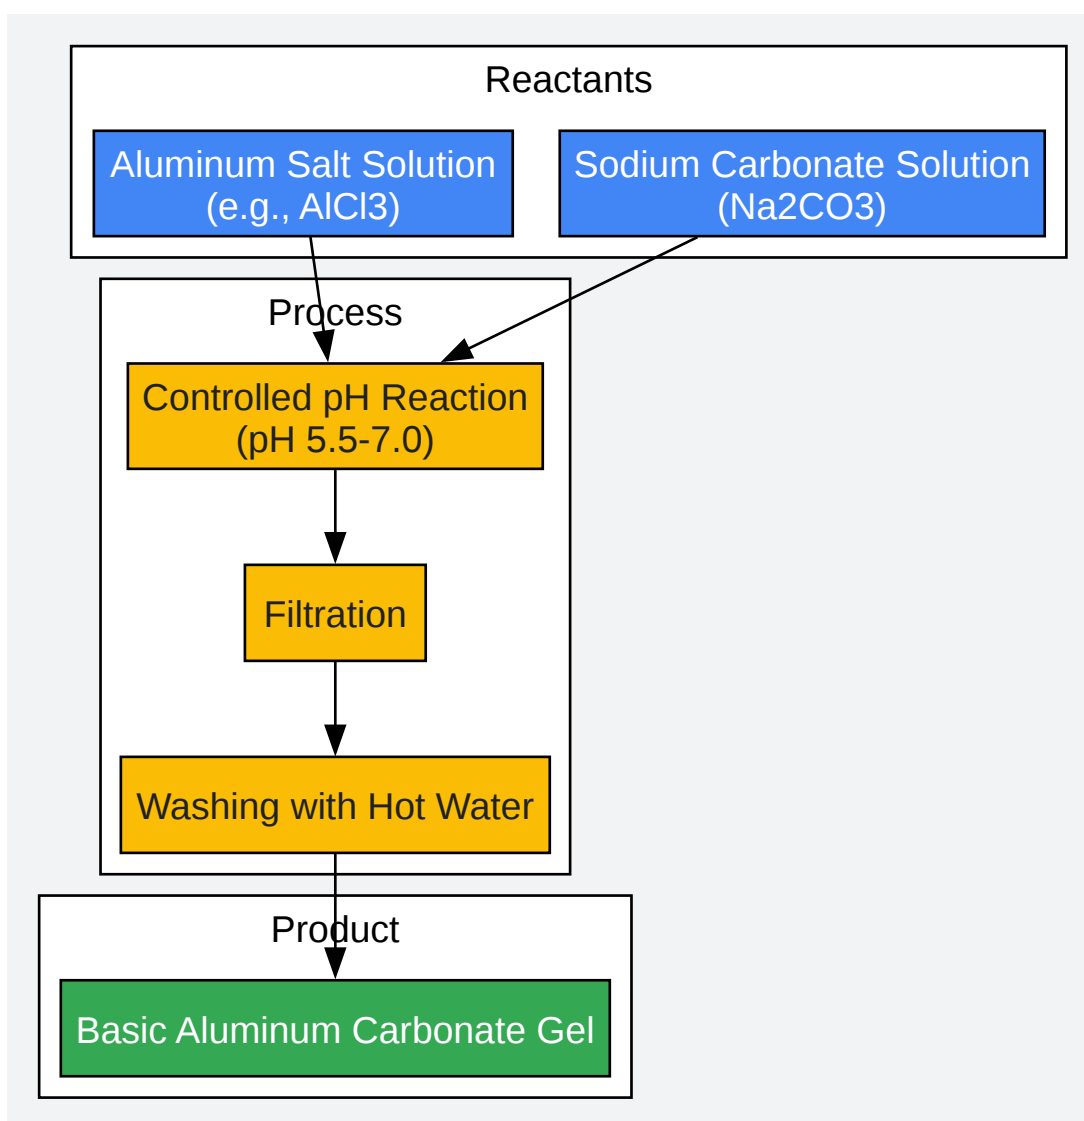 Reactants
Aluminum Salt Solution
(e.g., AlCl3)
Sodium Carbonate Solution
(Na2CO3)
Process
Controlled pH Reaction
(pH 5.5-7.0)
Filtration
Washing with Hot Water
Product
Basic Aluminum Carbonate Gel